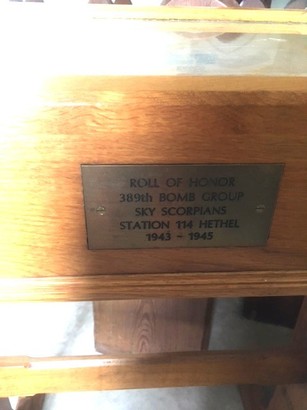 ROLL OF HONOR
389th BOMB GROUP
SKY SCORPIANS
STATION 114 HETHEL
1943 - 1945